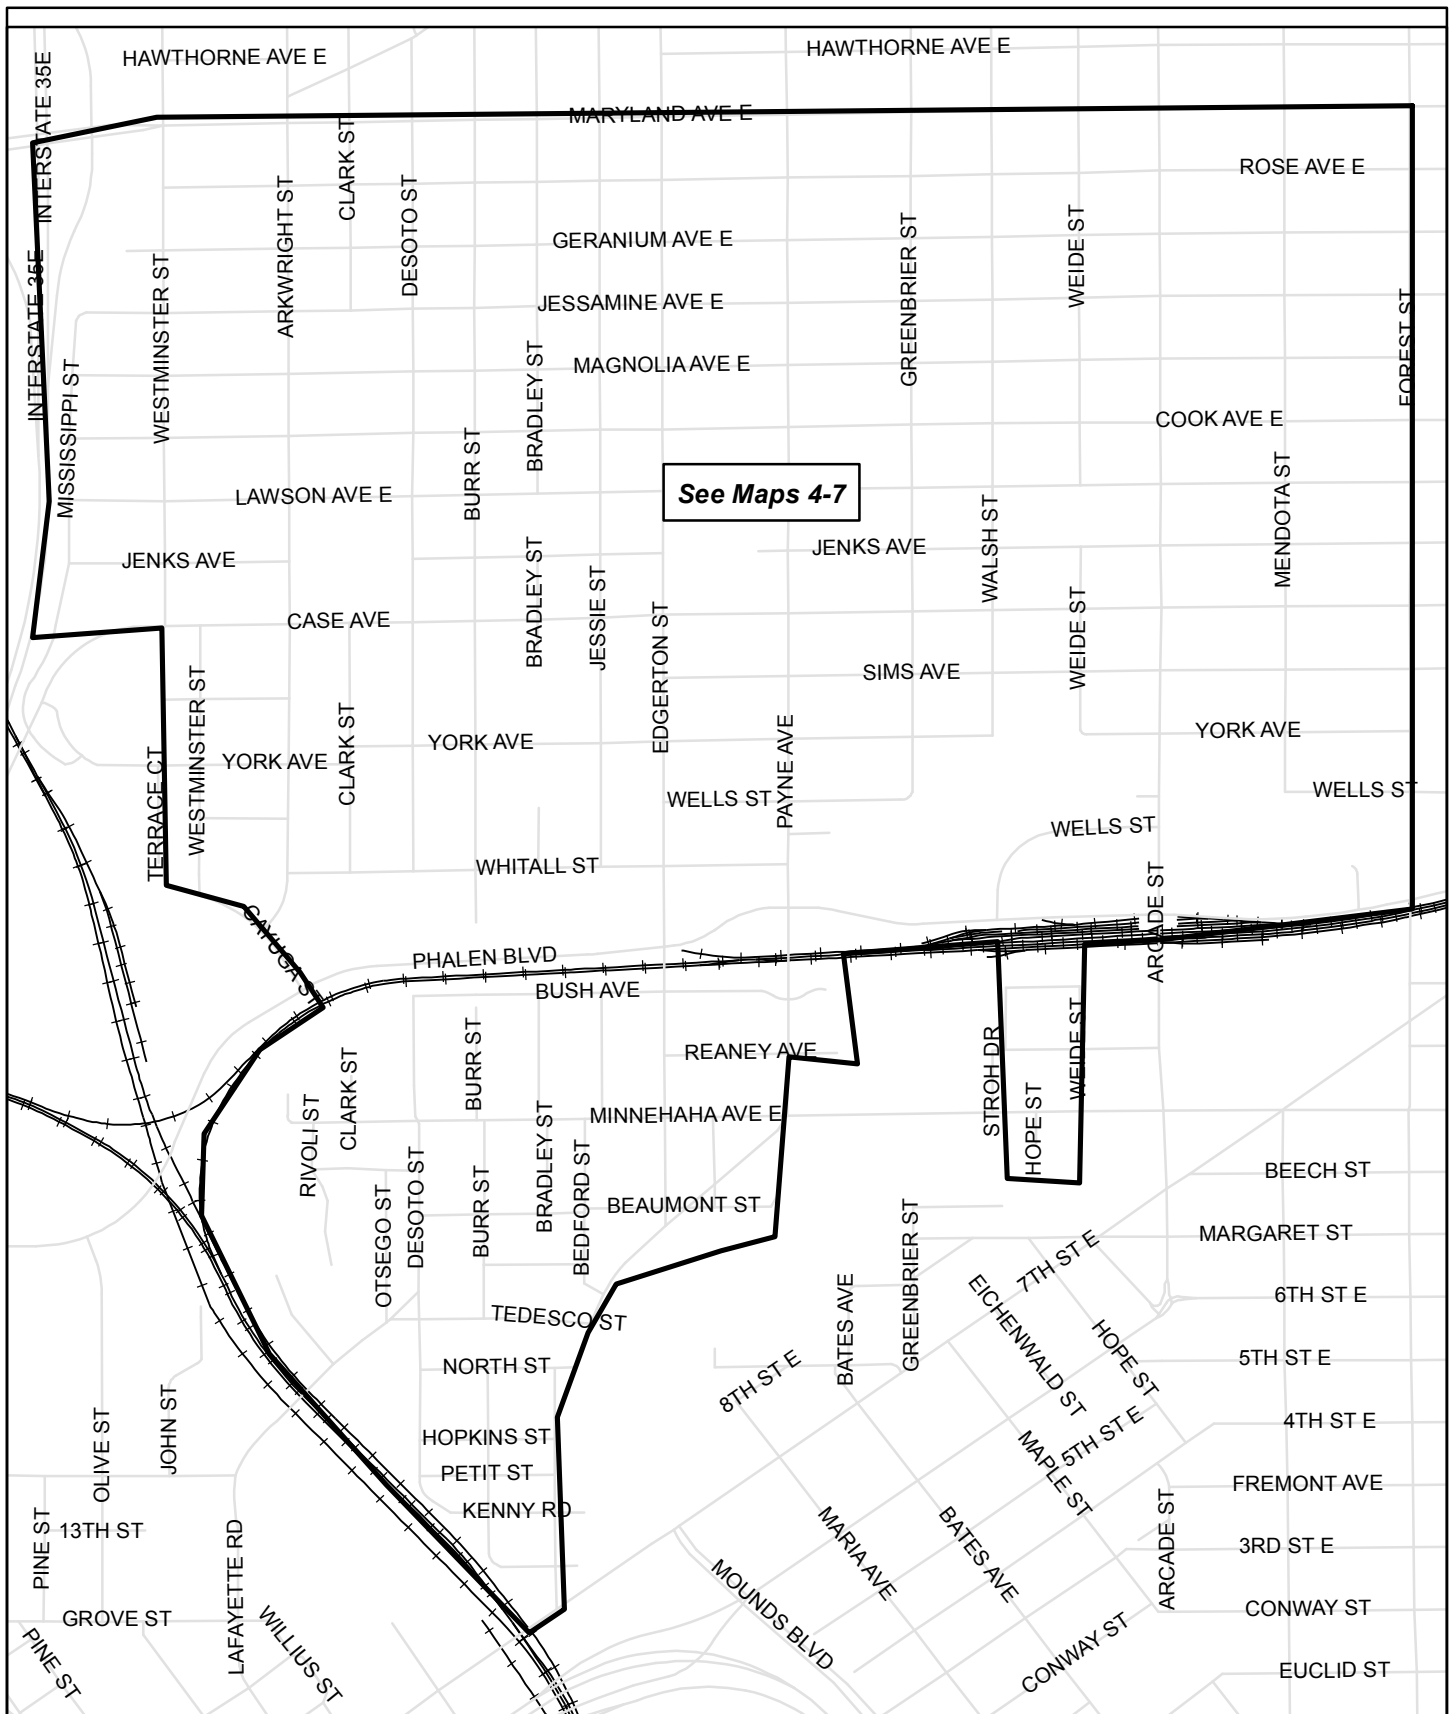 HAWTHORNE AVE E
HAWTHORNE AVE E
INTERSTATE 35E
MARYLAND AVE E
CLARK ST
ROSE AVE E
ARKWRIGHT ST
DESOTO ST
GREENBRIER ST
WEIDE ST
GERANIUM AVE E
INTERSTATE 35E
WESTMINSTER ST
JESSAMINE AVE E
FOREST ST
BRADLEY ST
MAGNOLIA AVE E
MISSISSIPPI ST
COOK AVE E
BURR ST
LAWSON AVE E
See Maps 4-7
WALSH ST
MENDOTA ST
JENKS AVE
BRADLEY ST
JESSIE ST
JENKS AVE
CASE AVE
EDGERTON ST
WEIDE ST
SIMS AVE
WESTMINSTER ST
CLARK ST
YORK AVE
YORK AVE
YORK AVE
TERRACE CT
PAYNE AVE
WELLS ST
WELLS ST
WELLS ST
WHITALL ST
ARCADE ST
CAYUGA ST
PHALEN BLVD
BUSH AVE
BURR ST
REANEY AVE
STROH DR
WEIDE ST
CLARK ST
RIVOLI ST
BRADLEY ST
MINNEHAHA AVE E
HOPE ST
BEDFORD ST
DESOTO ST
BURR ST
OTSEGO ST
BEAUMONT ST
BEECH ST
GREENBRIER ST
MARGARET ST
7TH ST E
BATES AVE
EICHENWALD ST
6TH ST E
TEDESCO ST
HOPE ST
NORTH ST
8TH ST E
5TH ST E
OLIVE ST
JOHN ST
HOPKINS ST
5TH ST E
4TH ST E
MAPLE ST
PETIT ST
FREMONT AVE
KENNY RD
PINE ST
13TH ST
LAFAYETTE RD
MARIA AVE
BATES AVE
ARCADE ST
3RD ST E
MOUNDS BLVD
GROVE ST
WILLIUS ST
CONWAY ST
CONWAY ST
PINE ST
EUCLID ST